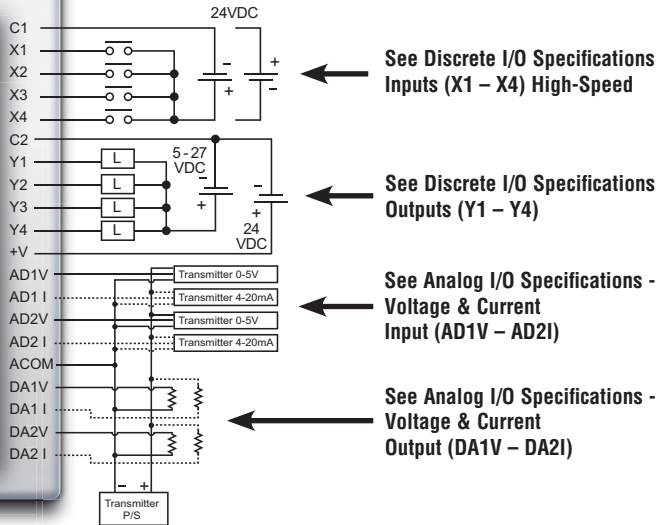 24VDC
C1
X1
X2
X3
X4
- +
+ -
See Discrete I/O Specifications
Inputs (X1 – X4) High-Speed
C2
Y1 L
Y2 L
Y3 L
Y4 L
+V
5-27
VDC
- -
+ +
24
VDC
See Discrete I/O Specifications
Outputs (Y1 – Y4)
AD1V Transmitter 0-5V
AD1 I Transmitter 4-20mA
AD2V Transmitter 0-5V
AD2 I Transmitter 4-20mA
ACOM
See Analog I/O Specifications -
Voltage & Current
Input (AD1V – AD2I)
DA1V
DA1 I
DA2V
DA2 I
See Analog I/O Specifications -
Voltage & Current
Output (DA1V – DA2I)
- +
Transmitter
P/S